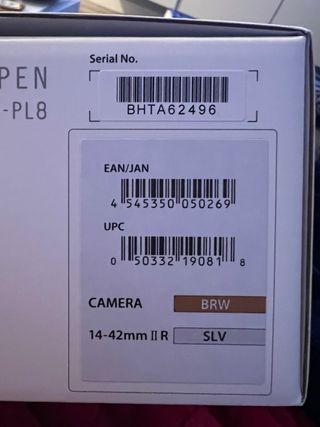 Serial No.
PEN
-PL8
BHTA62496
EAN/JAN
4 545350 050269
UPC
0 50332 19081 8
CAMERA BRW
14-42mm II R SLV